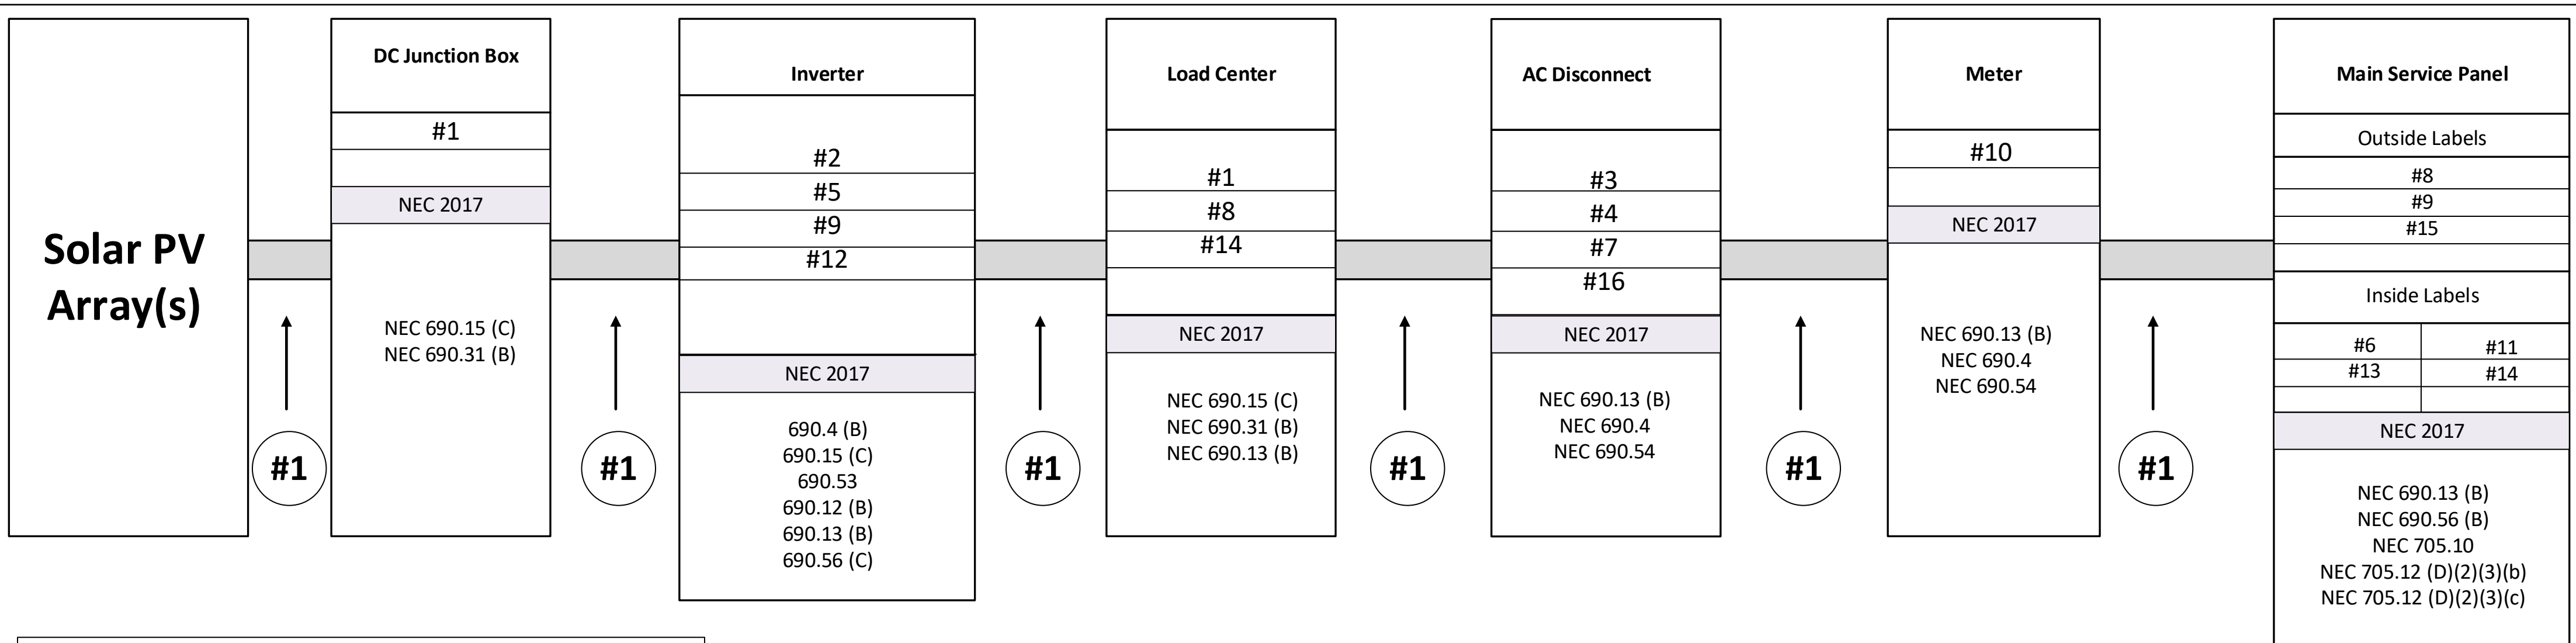 Solar PV
Array(s)
#1
DC Junction Box
#1
NEC 2017
NEC 690.15 (C)
NEC 690.31 (B)
#1
Inverter
#2
#5
#9
#12
NEC 2017
690.4 (B)
690.15 (C)
690.53
690.12 (B)
690.13 (B)
690.56 (C)
#1
Load Center
#1
#8
#14
NEC 2017
NEC 690.15 (C)
NEC 690.31 (B)
NEC 690.13 (B)
#1
AC Disconnect
#3
#4
#7
#16
NEC 2017
NEC 690.13 (B)
NEC 690.4
NEC 690.54
#1
Meter
#10
NEC 2017
NEC 690.13 (B)
NEC 690.4
NEC 690.54
#1
Main Service Panel
Outside Labels
#8
#9
#15
Inside Labels
#6 #11
#13 #14
NEC 2017
NEC 690.13 (B)
NEC 690.56 (B)
NEC 705.10
NEC 705.12 (D)(2)(3)(b)
NEC 705.12 (D)(2)(3)(c)